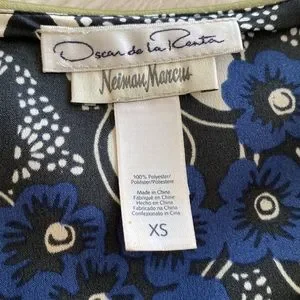 Oscar de la Renta
Neiman Marcus
100% Polyester/
Poliéster/Polyestere
Made in China
Fabriqué en Chine
Hecho en China
Fabricado na China
Confezionato in Cina
XS